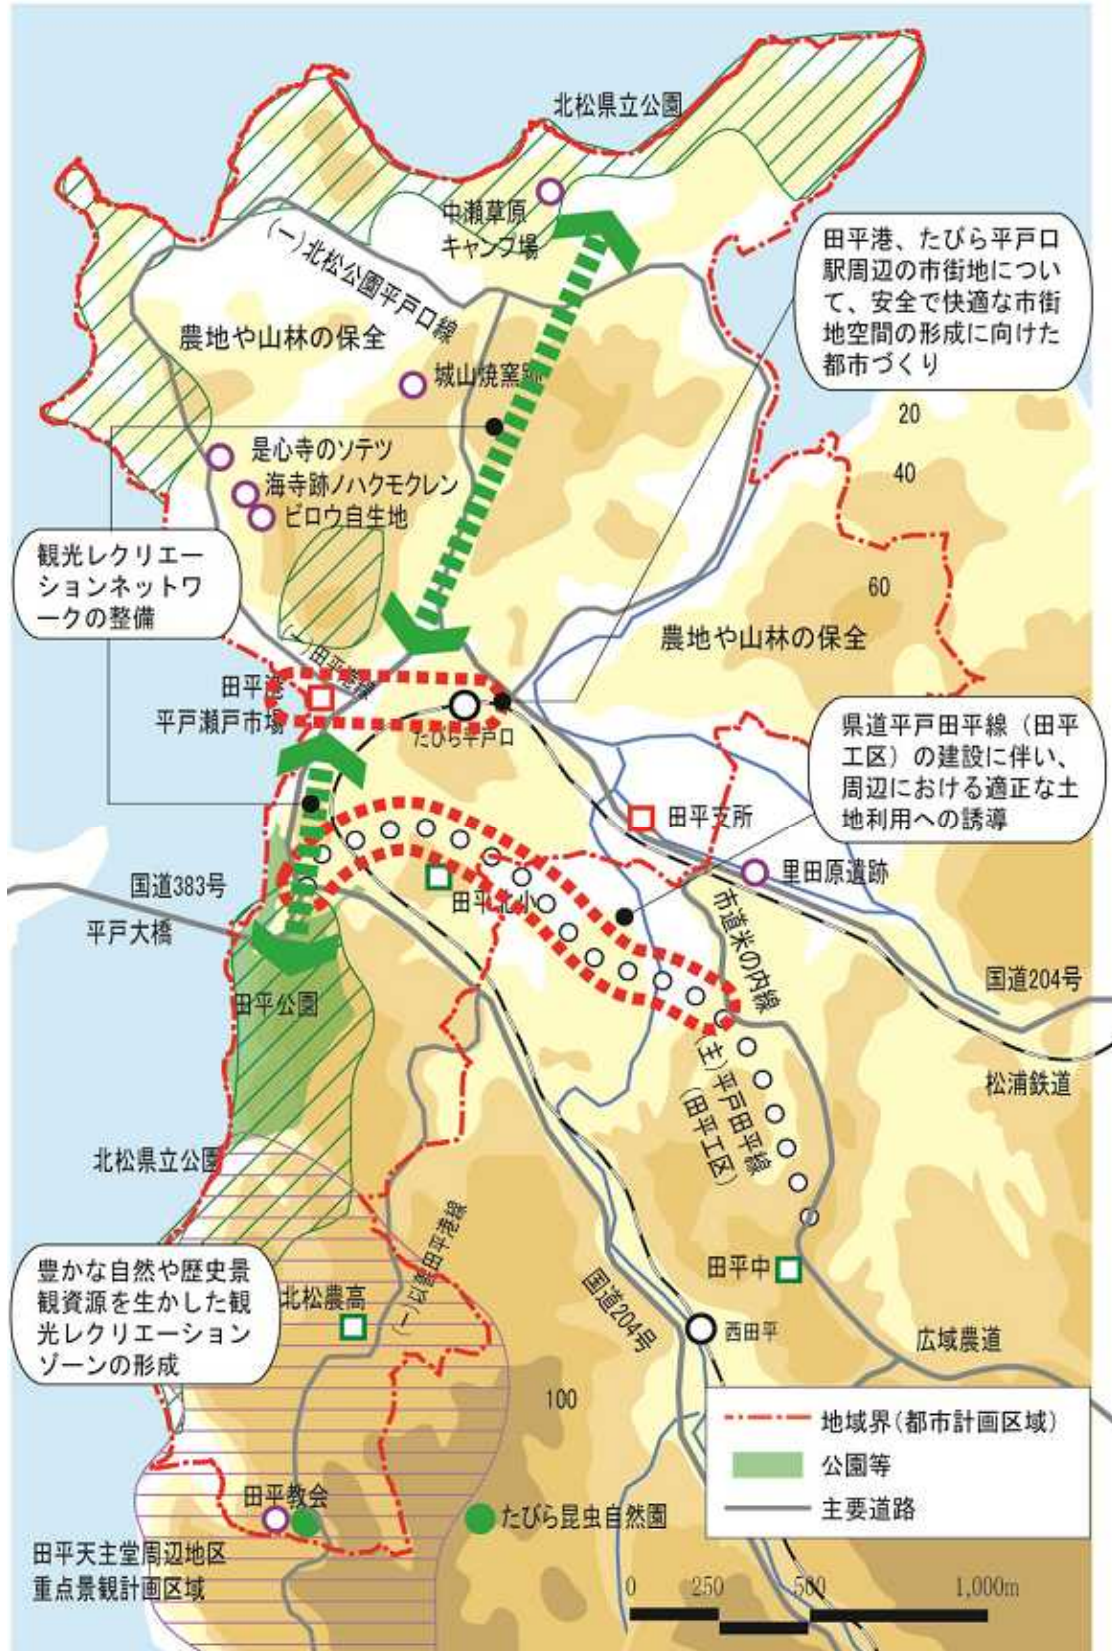 北松県立公園
中瀬草原
キャンプ場
(一)北松公園平戸口線
田平港、たびら平戸口
駅周辺の市街地につい
て、安全で快適な市街
地空間の形成に向けた
都市づくり
農地や山林の保全
城山焼窯跡
20
40
60
是心寺のソテツ
海寺跡ノハクモクレン
ビロウ自生地
観光レクリエー
ションネットワ
ークの整備
農地や山林の保全
(一)田平港線
田平港
平戸瀬戸市場
たびら平戸口
県道平戸田平線（田平
工区）の建設に伴い、
周辺における適正な土
地利用への誘導
田平支所
里田原遺跡
国道383号
平戸大橋
田平北小
市道米の内線
国道204号
田平公園
松浦鉄道
(主)平戸田平線
(田平工区)
北松県立公園
(一)以善田平港線
豊かな自然や歴史景
観資源を生かした観
光レクリエーション
ゾーンの形成
北松農高
田平中
国道204号
西田平
広域農道
100
地域界(都市計画区域)
公園等
主要道路
田平教会
たびら昆虫自然園
田平天主堂周辺地区
重点景観計画区域
0 250 500 1,000m